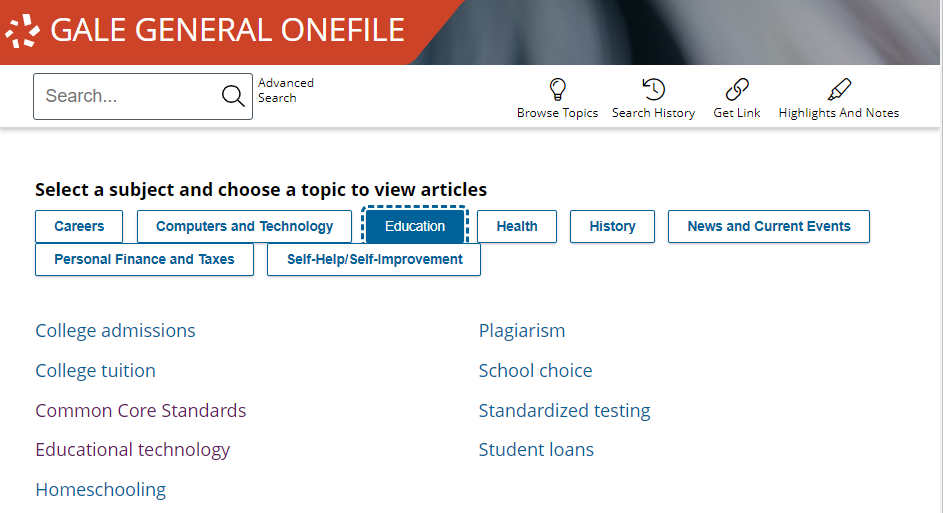 GALE GENERAL ONEFILE
Search...
Advanced
Search
Browse Topics Search History Get Link Highlights And Notes
Select a subject and choose a topic to view articles
Careers Computers and Technology Education Health History News and Current Events
Personal Finance and Taxes Self-Help/Self-Improvement
College admissions
College tuition
Common Core Standards
Educational technology
Homeschooling
Plagiarism
School choice
Standardized testing
Student loans